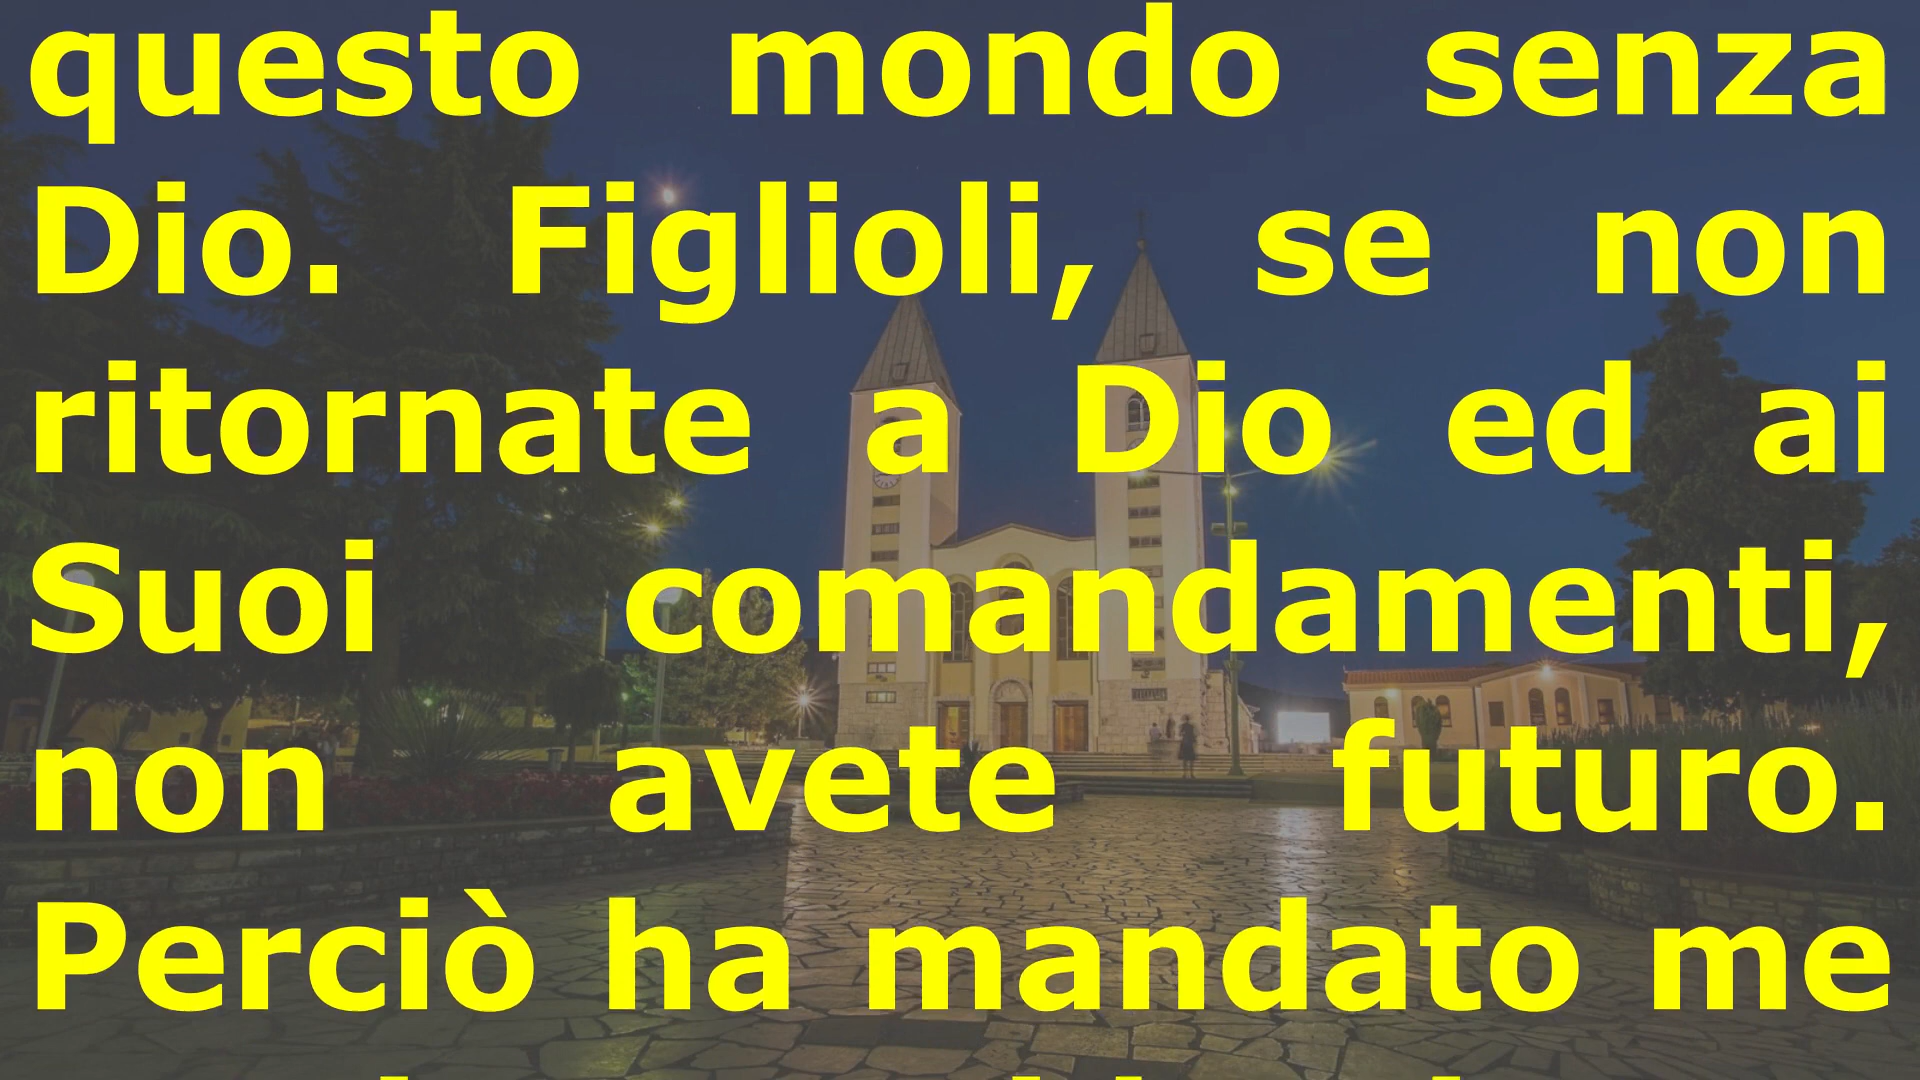 questo mondo senza
Dio. Figlioli, se non
ritornate a Dio ed ai
Suoi comandamenti,
non avete futuro.
Perciò ha mandato me